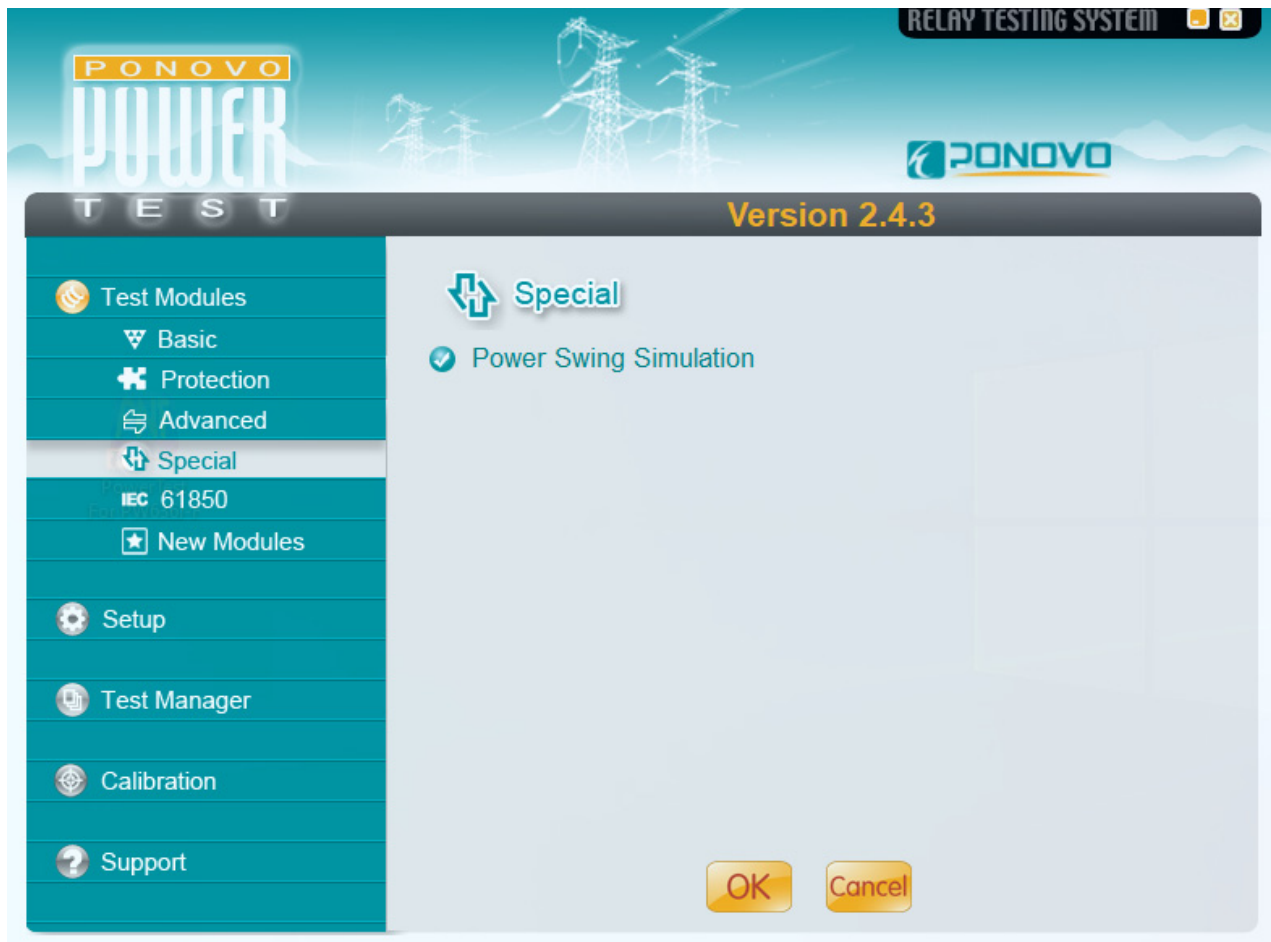 RELAY TESTING SYSTEM
PONOVO
POWER
TEST
PONOVO
Version 2.4.3
Test Modules
Basic
Protection
Advanced
Special
IEC 61850
New Modules
Setup
Test Manager
Calibration
Support
Special
Power Swing Simulation
OK
Cancel